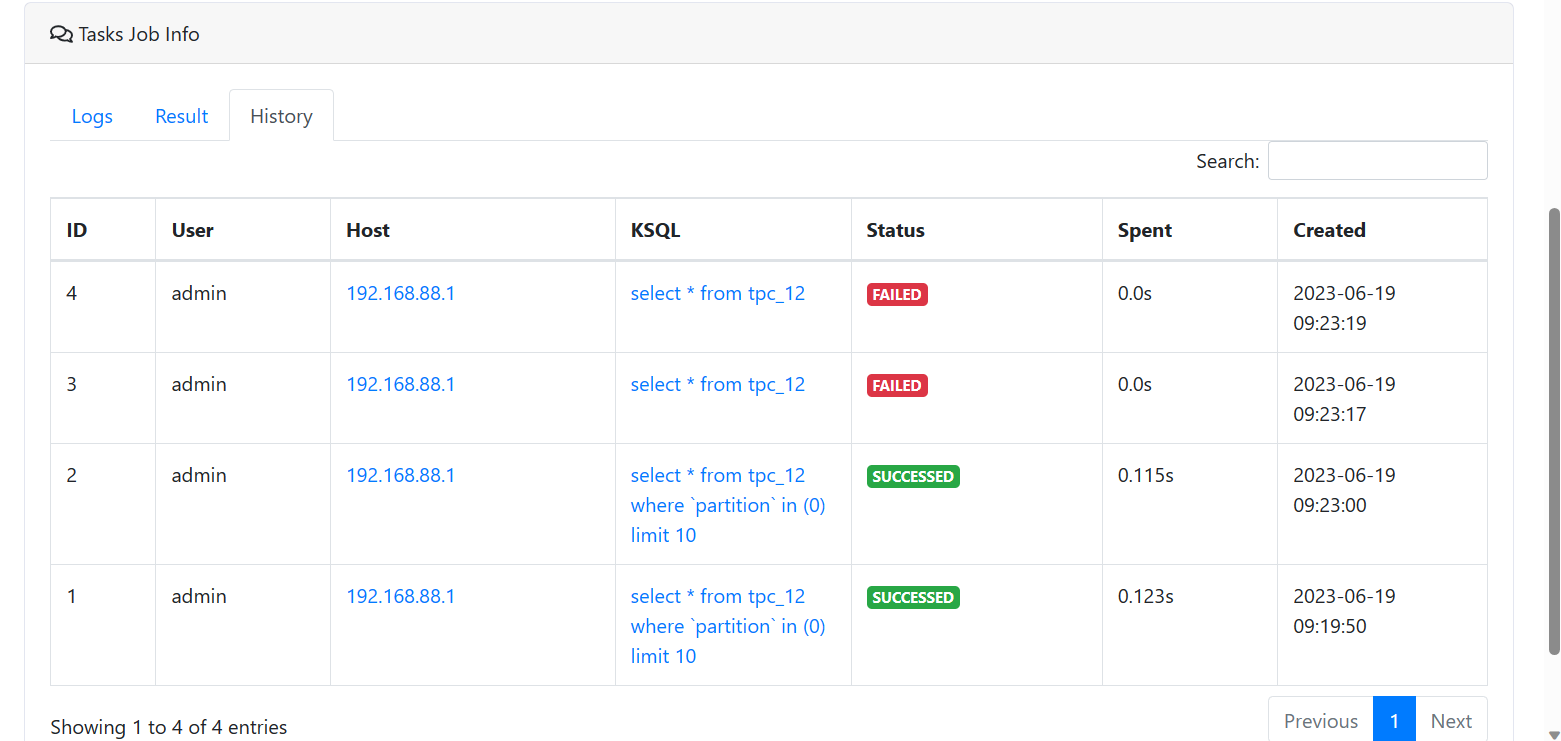 Tasks Job Info
Logs Result History
Search:
ID User Host KSQL Status Spent Created
4 admin 192.168.88.1 select * from tpc_12 FAILED 0.0s 2023-06-19
09:23:19
3 admin 192.168.88.1 select * from tpc_12 FAILED 0.0s 2023-06-19
09:23:17
2 admin 192.168.88.1 select * from tpc_12 SUCCESSED 0.115s 2023-06-19
where `partition` in (0) 09:23:00
limit 10
1 admin 192.168.88.1 select * from tpc_12 SUCCESSED 0.123s 2023-06-19
where `partition` in (0) 09:19:50
limit 10
Showing 1 to 4 of 4 entries Previous 1 Next